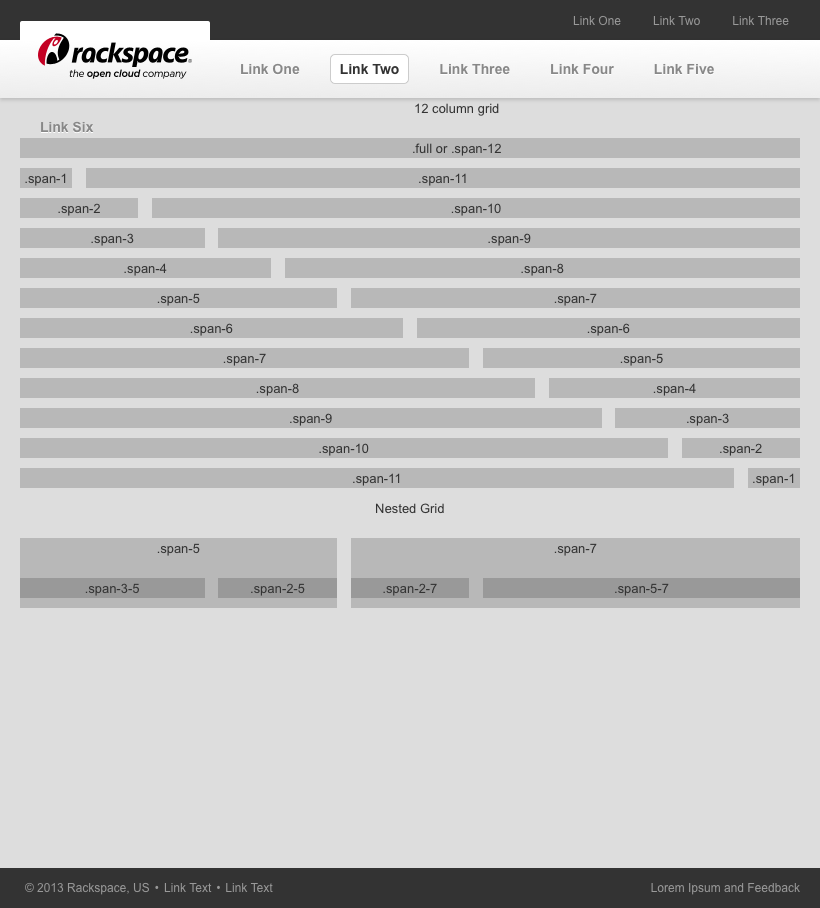 Link One Link Two Link Three
rackspace®
the open cloud company
Link One Link Two Link Three Link Four Link Five
12 column grid
Link Six
.full or .span-12
.span-1 .span-11
.span-2 .span-10
.span-3 .span-9
.span-4 .span-8
.span-5 .span-7
.span-6 .span-6
.span-7 .span-5
.span-8 .span-4
.span-9 .span-3
.span-10 .span-2
.span-11 .span-1
Nested Grid
.span-5 .span-7
.span-3-5 .span-2-5 .span-2-7 .span-5-7
© 2013 Rackspace, US • Link Text • Link Text Lorem Ipsum and Feedback